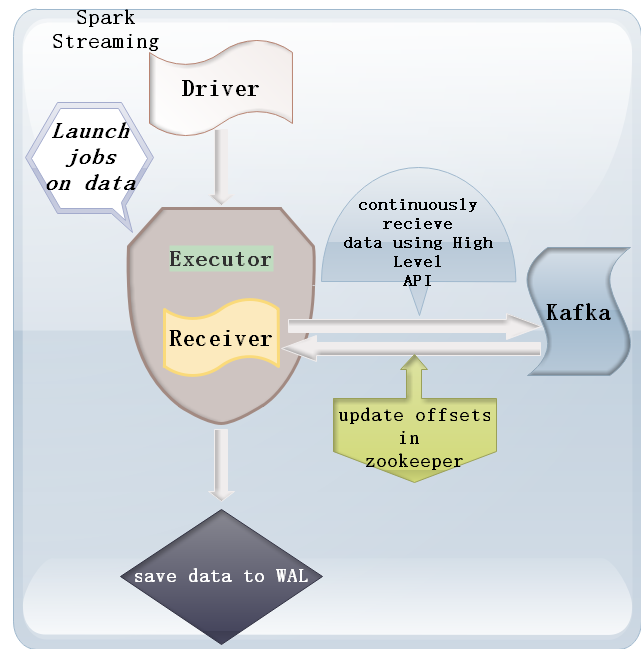 Spark
Streaming
Driver
Launch
jobs
on data
Executor
Receiver
continuously
recieve
data using High
Level
API
Kafka
update offsets
in
zookeeper
save data to WAL